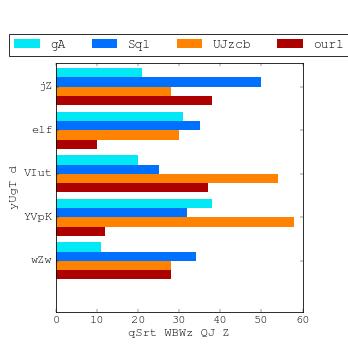 gA Sql UJzcb ourl
jZ
elf
VIut
YVpK
wZw
yUgT d
0 10 20 30 40 50 60
qSrt WBWz QJ Z